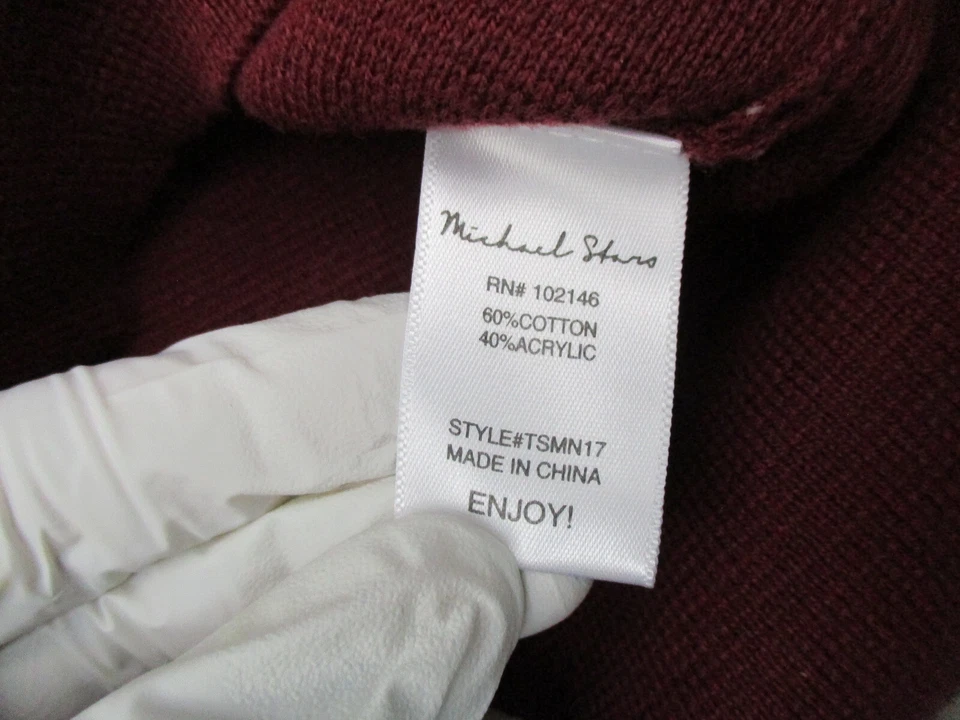 Michael Stars
RN# 102146
60%COTTON
40%ACRYLIC
STYLE#TSMN17
MADE IN CHINA
ENJOY!